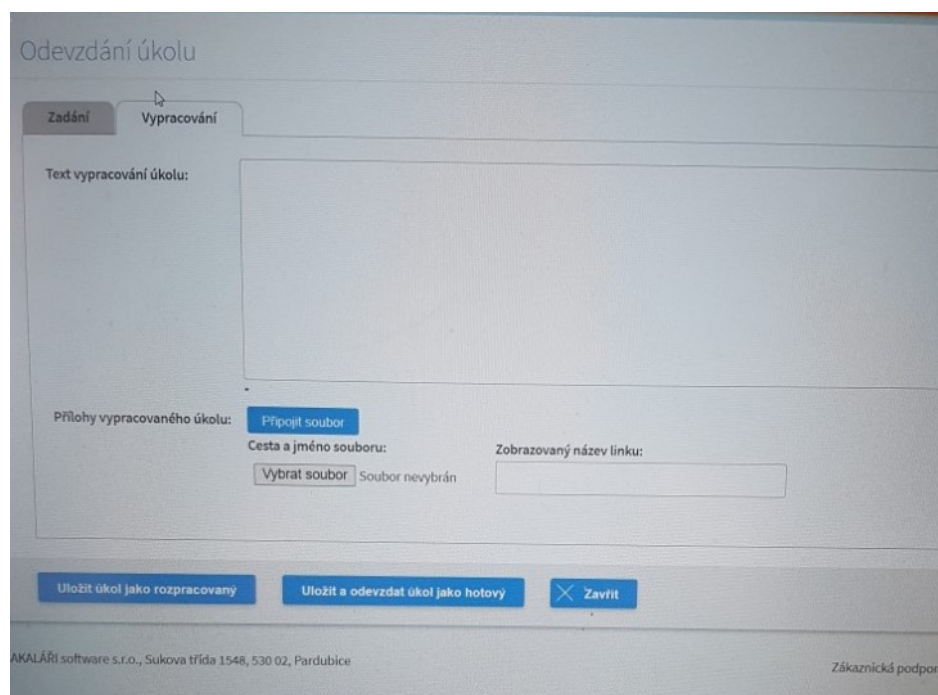 Odevzdání úkolu
Zadání Vypracování
Text vypracování úkolu:
Přílohy vypracovaného úkolu: Připojit soubor
Cesta a jméno souboru: Zobrazovaný název linku:
Vybrat soubor Soubor nevybrán
Uložit úkol jako rozpracovaný Uložit a odevzdat úkol jako hotový Zavřít
AKALÁŘI software s.r.o., Sukova třída 1548, 530 02, Pardubice
Zákaznická podpor